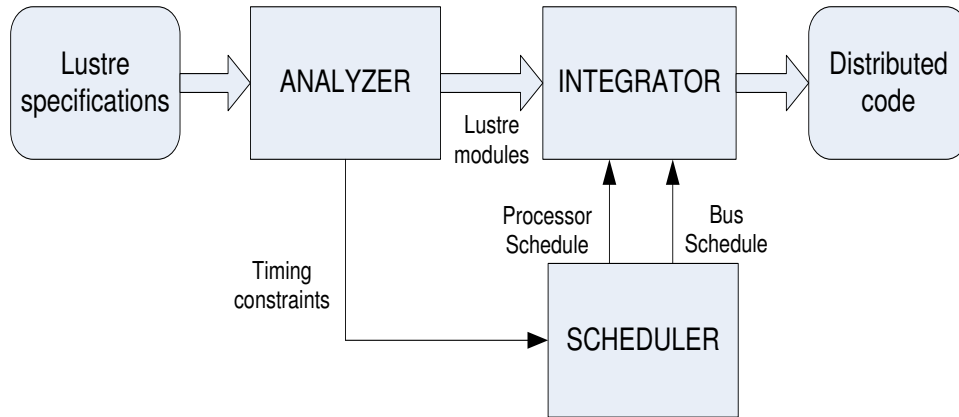 Lustre
specifications
ANALYZER
Lustre
modules
INTEGRATOR
Distributed
code
Timing
constraints
Processor
Schedule
Bus
Schedule
SCHEDULER